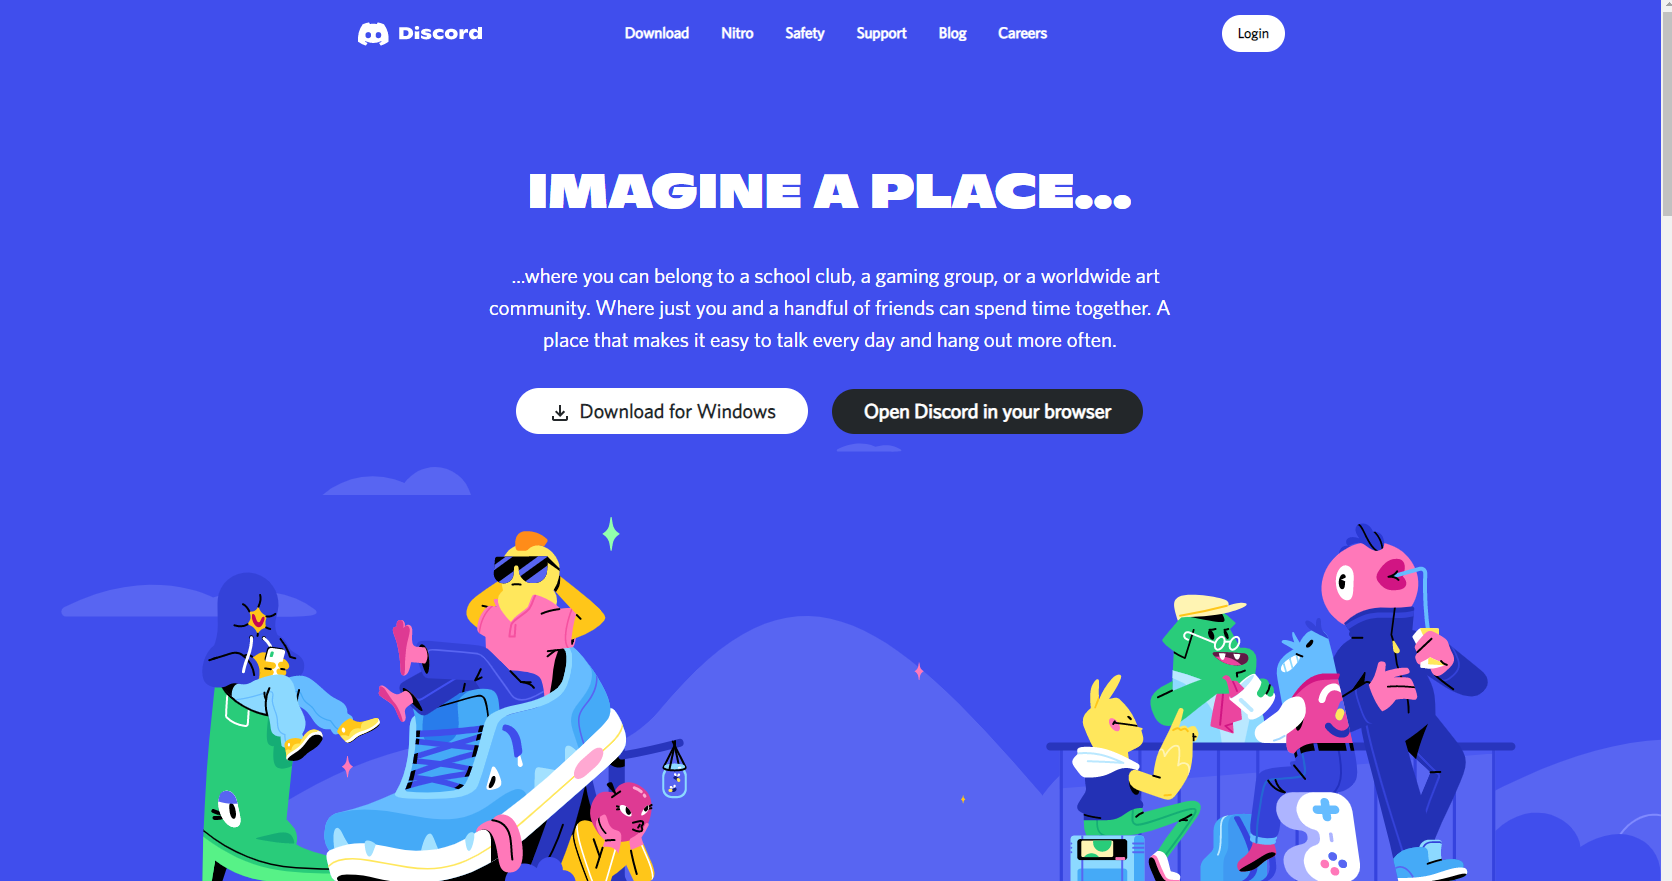 Discord
Download Nitro Safety Support Blog Careers
Login
IMAGINE A PLACE...
...where you can belong to a school club, a gaming group, or a worldwide art
community. Where just you and a handful of friends can spend time together. A
place that makes it easy to talk every day and hang out more often.
Download for Windows
Open Discord in your browser